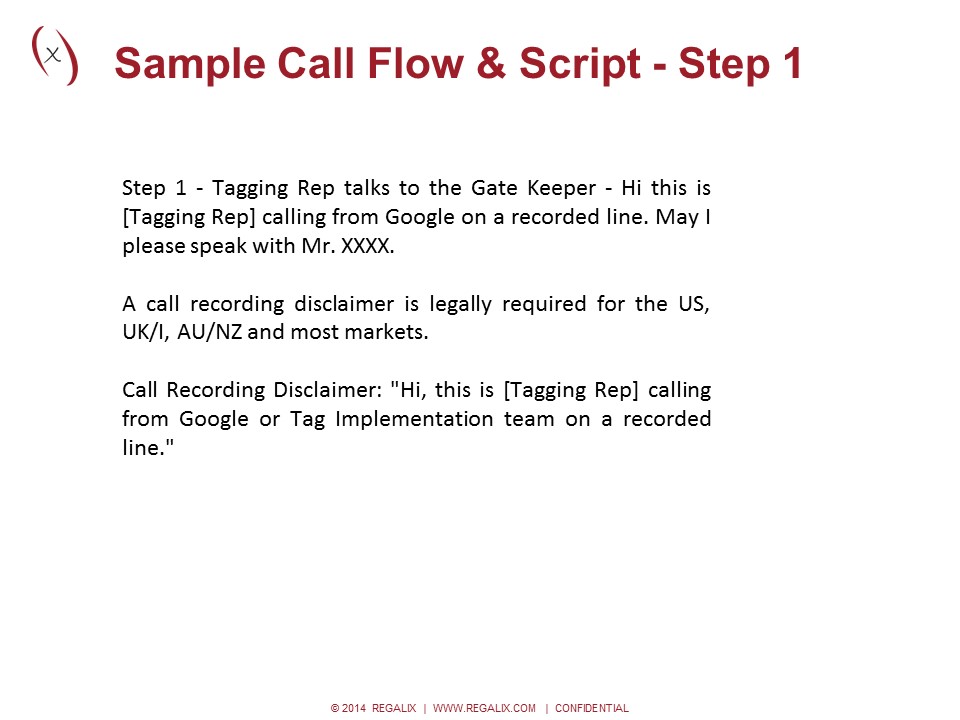 x
Sample Call Flow & Script - Step 1
Step 1 - Tagging Rep talks to the Gate Keeper - Hi this is
[Tagging Rep] calling from Google on a recorded line. May I
please speak with Mr. XXXX.
A call recording disclaimer is legally required for the US,
UK/I, AU/NZ and most markets.
Call Recording Disclaimer: "Hi, this is [Tagging Rep] calling
from Google or Tag Implementation team on a recorded
line."
© 2014 REGALIX | WWW.REGALIX.COM | CONFIDENTIAL